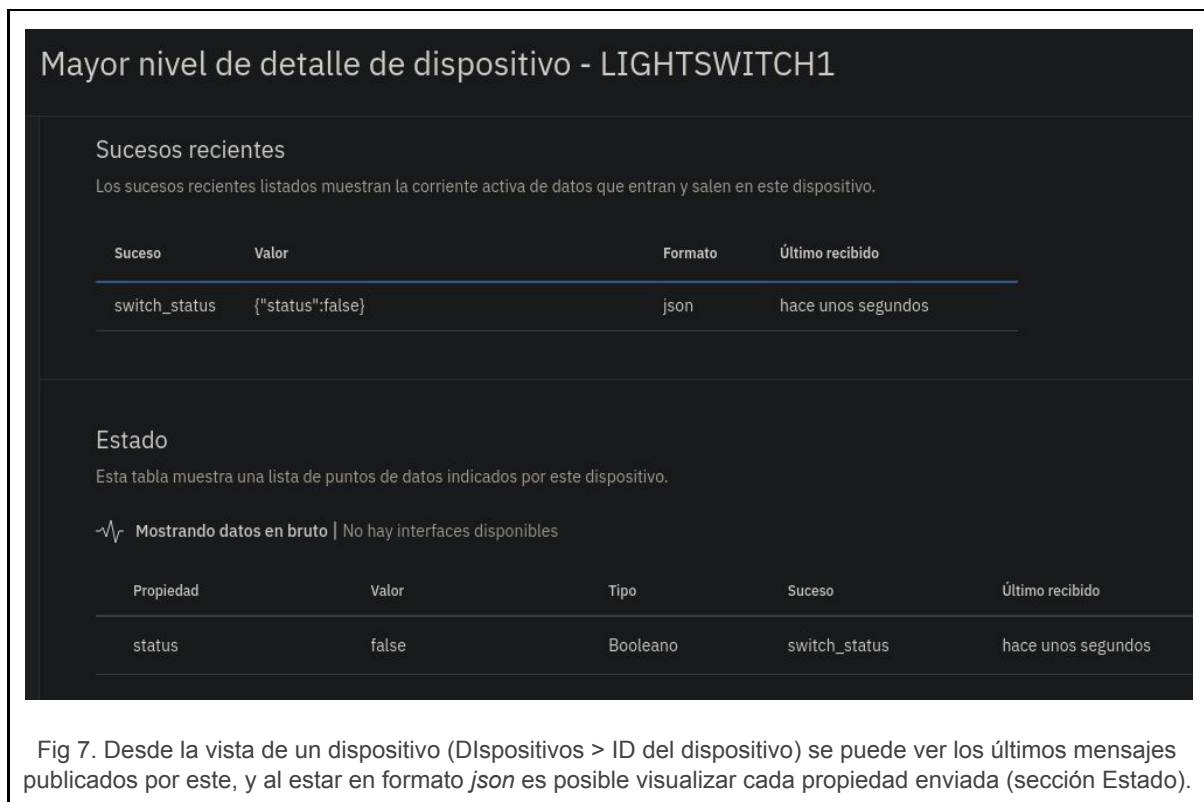 Mayor nivel de detalle de dispositivo - LIGHTSWITCH1
Sucesos recientes
Los sucesos recientes listados muestran la corriente activa de datos que entran y salen en este dispositivo.
Suceso Valor Formato Último recibido
switch_status {"status":false} json hace unos segundos
Estado
Esta tabla muestra una lista de puntos de datos indicados por este dispositivo.
Mostrando datos en bruto | No hay interfaces disponibles
Propiedad Valor Tipo Suceso Último recibido
status false Booleano switch_status hace unos segundos
Fig 7. Desde la vista de un dispositivo (DIspositivos > ID del dispositivo) se puede ver los últimos mensajes
publicados por este, y al estar en formato json es posible visualizar cada propiedad enviada (sección Estado).